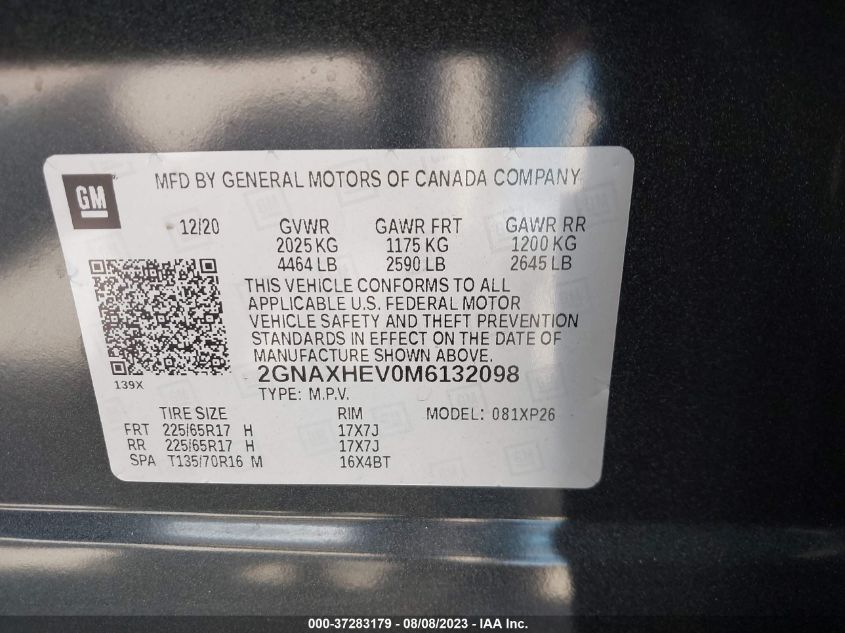 GM
MFD BY GENERAL MOTORS OF CANADA COMPANY
12/20 GVWR GAWR FRT GAWR RR
2025 KG 1175 KG 1200 KG
4464 LB 2590 LB 2645 LB
THIS VEHICLE CONFORMS TO ALL
APPLICABLE U.S. FEDERAL MOTOR
VEHICLE SAFETY AND THEFT PREVENTION
STANDARDS IN EFFECT ON THE DATE OF
MANUFACTURE SHOWN ABOVE.
139X
2GNAXHEV0M6132098
TYPE: M.P.V.
TIRE SIZE RIM MODEL: 081XP26
FRT 225/65R17 H 17X7J
RR 225/65R17 H 17X7J
SPA T135/70R16 M 16X4BT
000-37283179 - 08/08/2023 - IAA Inc.